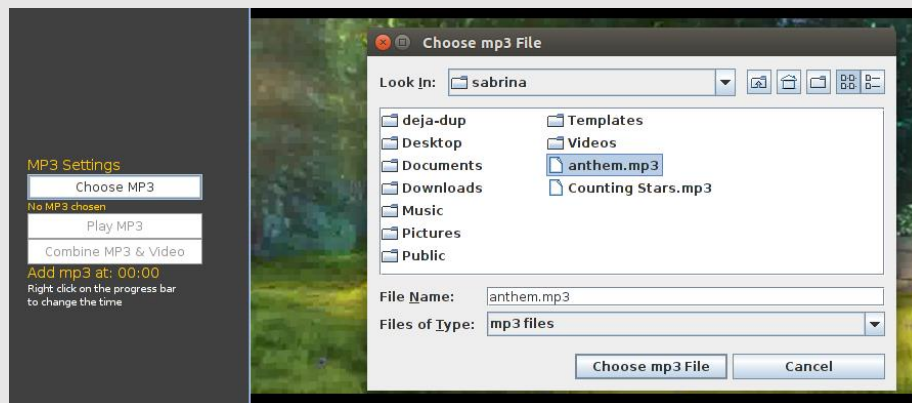 MP3 Settings
Choose MP3
No MP3 chosen
Play MP3
Combine MP3 & Video
Add mp3 at: 00:00
Right click on the progress bar
to change the time
Choose mp3 File
Look In: sabrina
deja-dup
Desktop
Documents
Downloads
Music
Pictures
Public
Templates
Videos
anthem.mp3
Counting Stars.mp3
File Name: anthem.mp3
Files of Type: mp3 files
Choose mp3 File Cancel